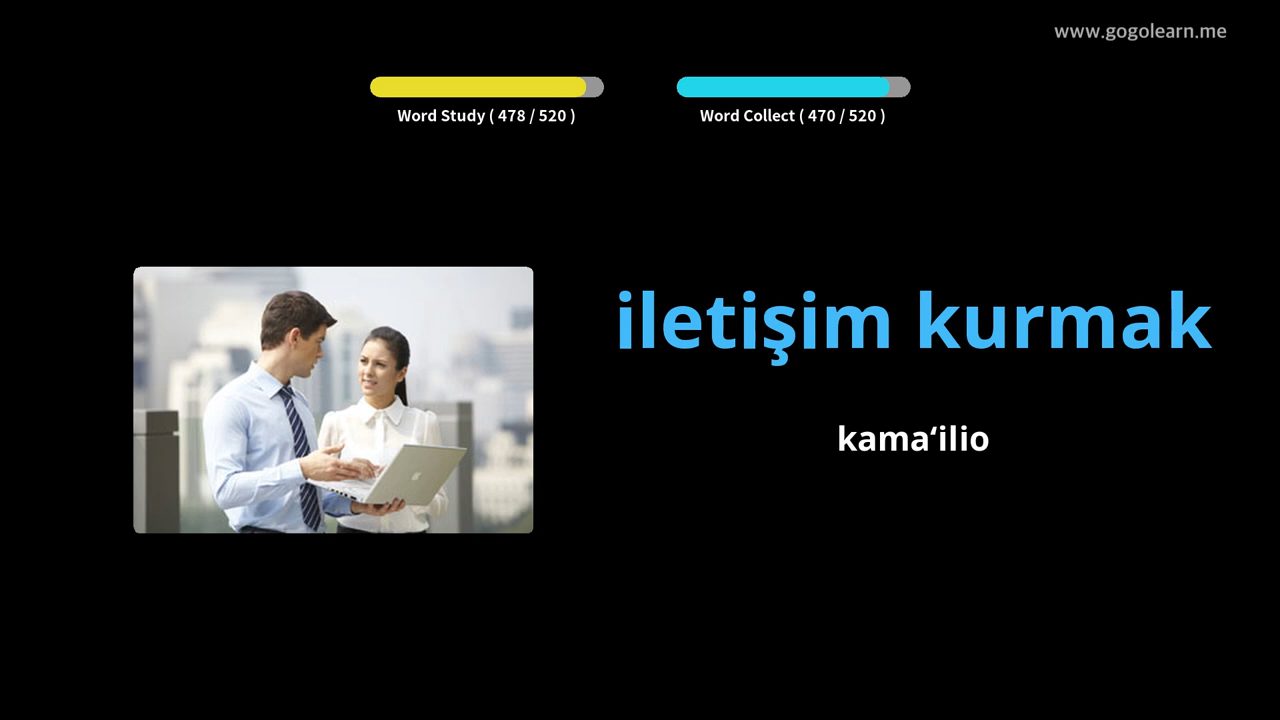 www.gogolearn.me
Word Study ( 478 / 520 )
Word Collect ( 470 / 520 )
iletişim kurmak
kamaʻilio